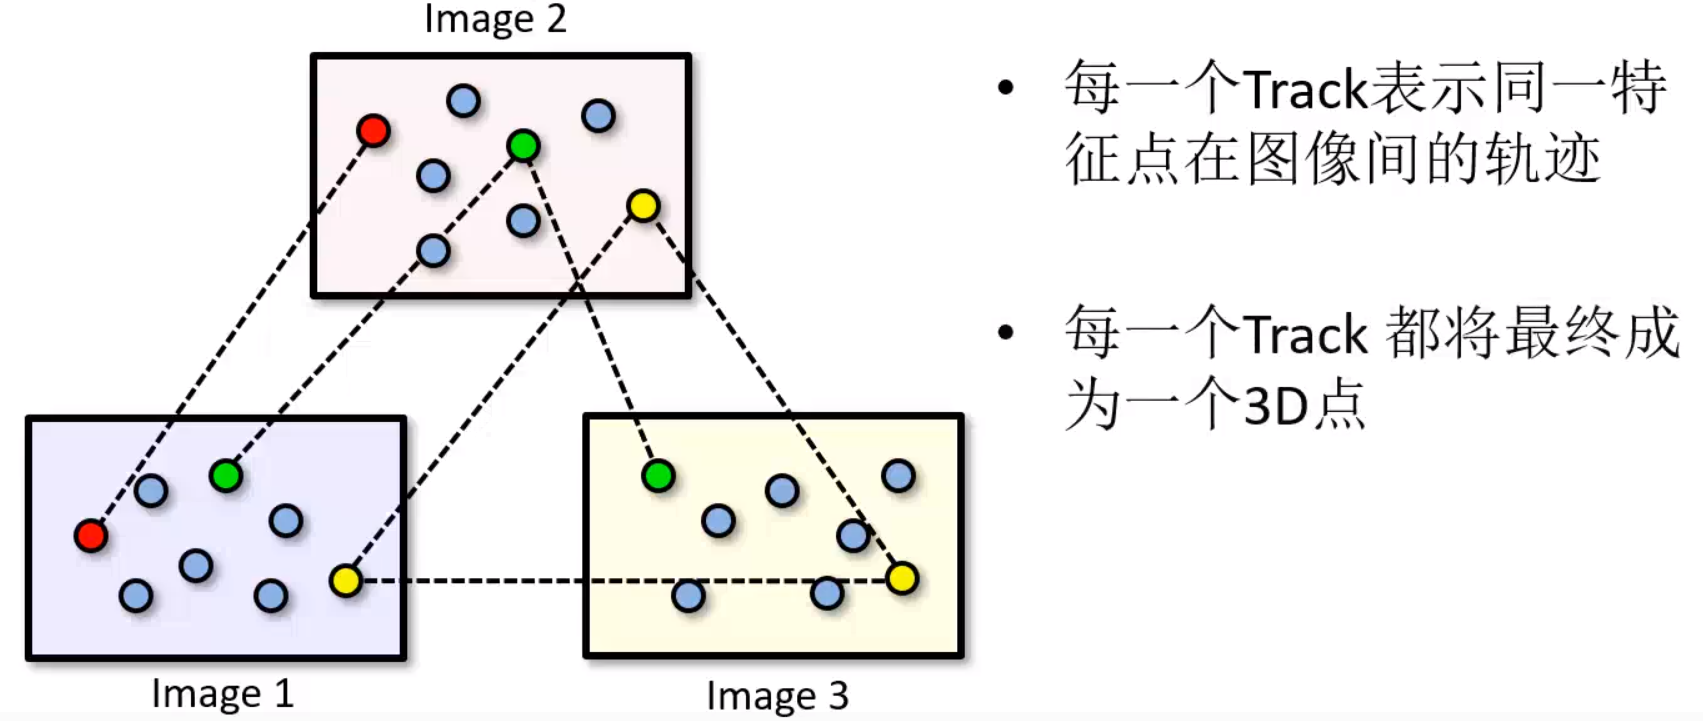 Image 2
Image 1
Image 3
• 每一个Track表示同一特
征点在图像间的轨迹
• 每一个Track 都将最终成
为一个3D点